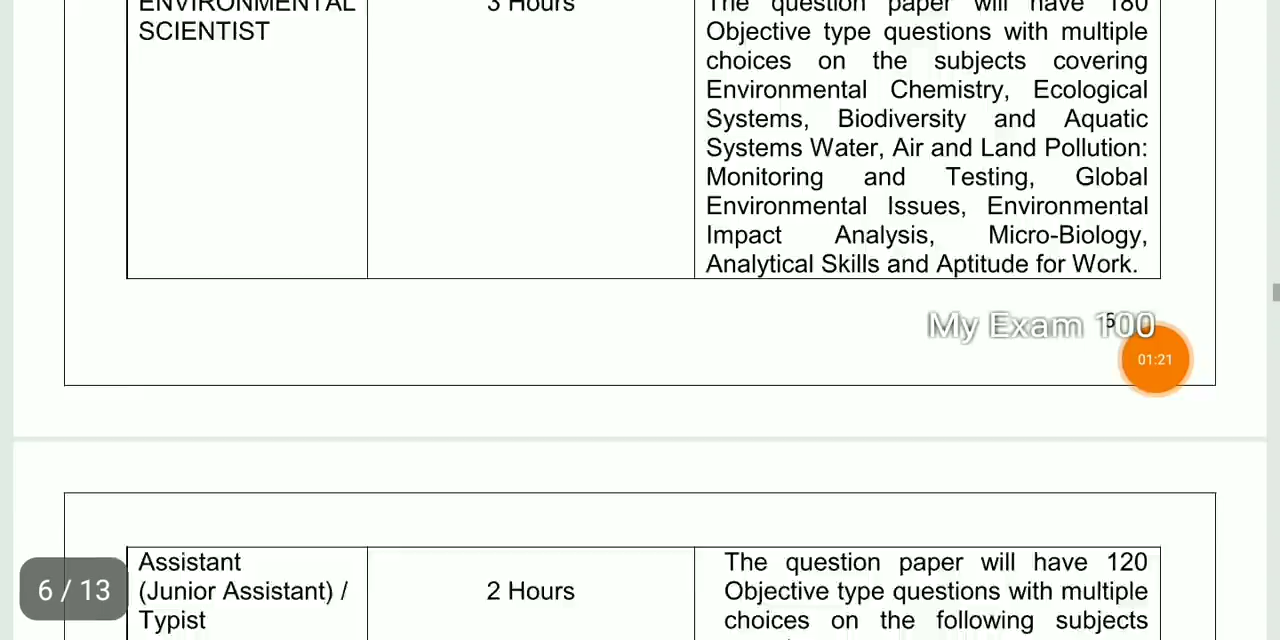 ENVIRONMENTAL
SCIENTIST
3 Hours
The question paper will have 180
Objective type questions with multiple
choices on the subjects covering
Environmental Chemistry, Ecological
Systems, Biodiversity and Aquatic
Systems Water, Air and Land Pollution:
Monitoring and Testing, Global
Environmental Issues, Environmental
Impact Analysis, Micro-Biology,
Analytical Skills and Aptitude for Work.
My Exam 100
01:21
6 / 13
Assistant
(Junior Assistant) /
Typist
2 Hours
The question paper will have 120
Objective type questions with multiple
choices on the following subjects